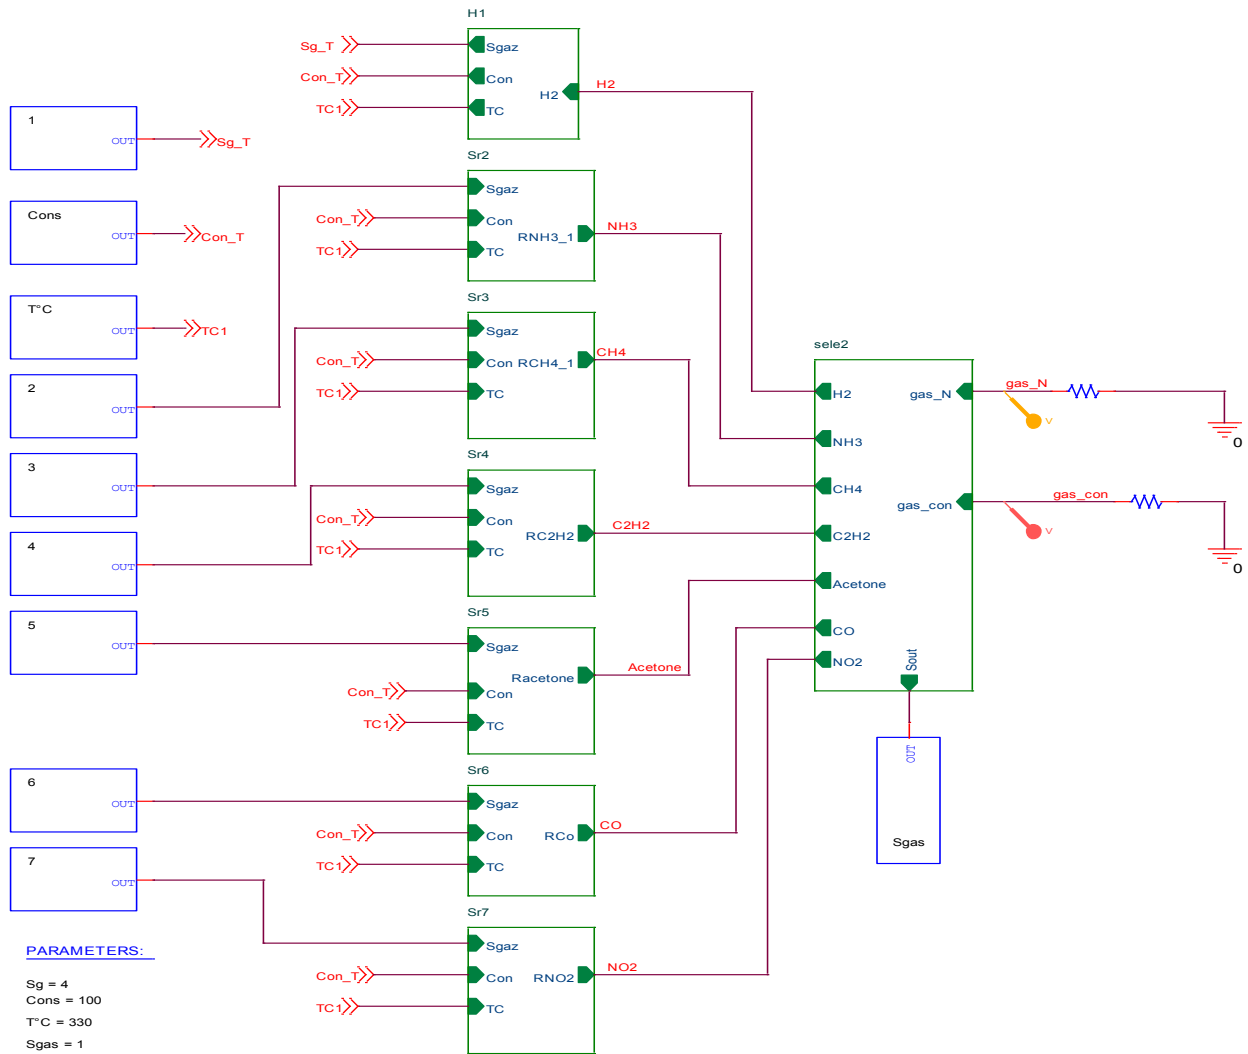 H1
Sg_T
Sgaz
Con_T
Con
TC1
TC
H2
H2
1
OUT
Sg_T
Cons
OUT
Con_T
T°C
OUT
TC1
2
OUT
3
OUT
4
OUT
5
OUT
6
OUT
7
OUT
Sr2
Sgaz
Con_T
Con
TC1
TC
RNH3_1
NH3
Sr3
Sgaz
Con_T
Con RCH4_1
CH4
TC1
TC
Sr4
Sgaz
Con_T
Con
TC1
TC
RC2H2
C2H2
Sr5
Sgaz
Racetone
Acetone
Con_T
Con
TC1
TC
Sr6
Sgaz
Con_T
Con
RCo
CO
TC1
TC
Sr7
Sgaz
Con_T
Con
RNO2
NO2
TC1
TC
sele2
H2
NH3
CH4
C2H2
Acetone
CO
NO2
gas_N
gas_con
Sout
gas_N
V
0
gas_con
V
0
OUT
Sgas
PARAMETERS:
Sg = 4
Cons = 100
T°C = 330
Sgas = 1